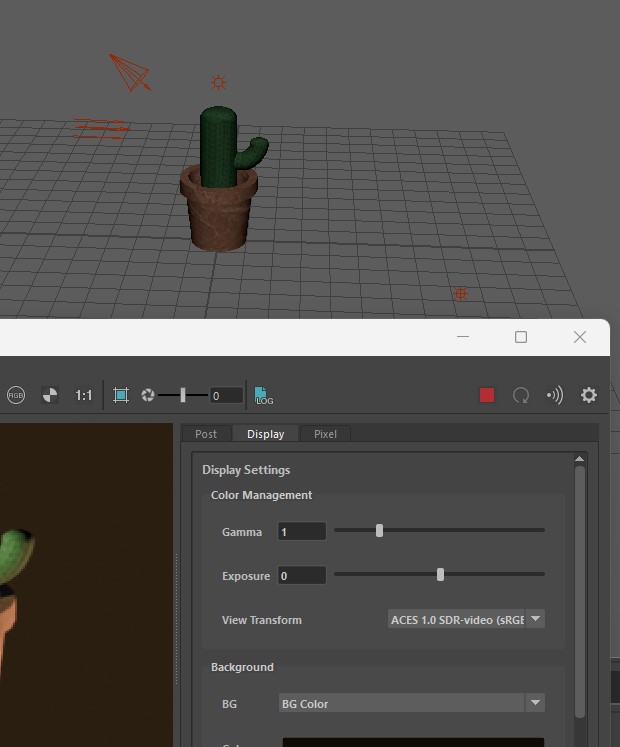 RGB
1:1
0
LOG
Post Display Pixel
Display Settings
Color Management
Gamma 1
Exposure 0
View Transform ACES 1.0 SDR-video (sRGB
Background
BG BG Color